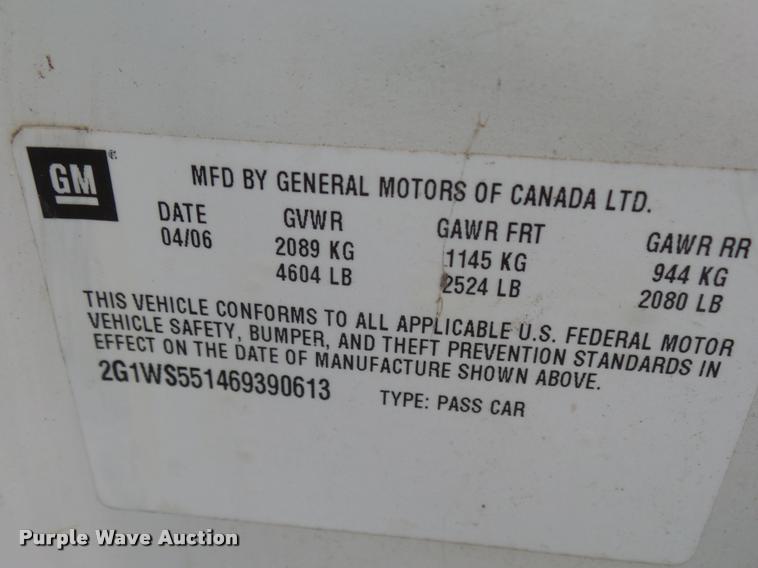 GM®
MFD BY GENERAL MOTORS OF CANADA LTD.
DATE GVWR GAWR FRT GAWR RR
04/06 2089 KG 1145 KG 944 KG
4604 LB 2524 LB 2080 LB
THIS VEHICLE CONFORMS TO ALL APPLICABLE U.S. FEDERAL MOTOR
VEHICLE SAFETY, BUMPER, AND THEFT PREVENTION STANDARDS IN
EFFECT ON THE DATE OF MANUFACTURE SHOWN ABOVE.
2G1WS551469390613 TYPE: PASS CAR
Purple Wave Auction